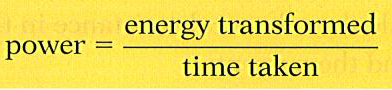 power = energy transformed
time taken